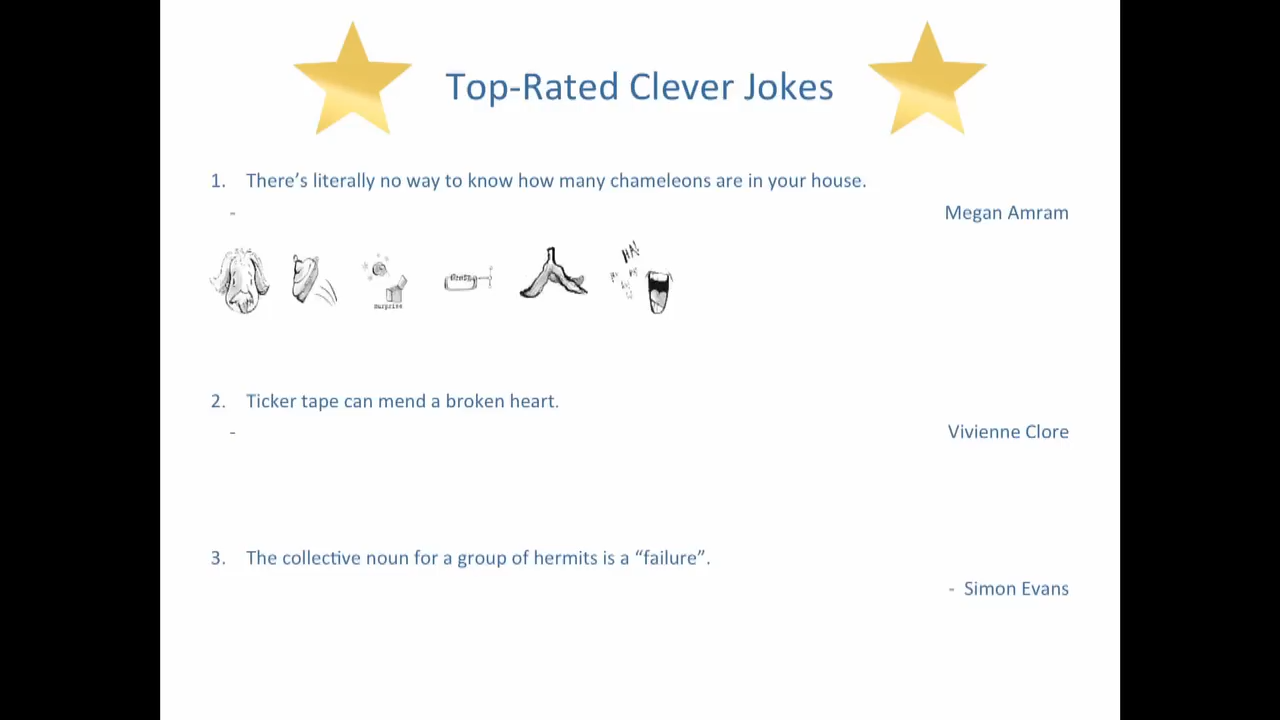 Top-Rated Clever Jokes
1. There's literally no way to know how many chameleons are in your house.
- Megan Amram
HA!
surprise
2. Ticker tape can mend a broken heart.
- Vivienne Clore
3. The collective noun for a group of hermits is a “failure”.
- Simon Evans